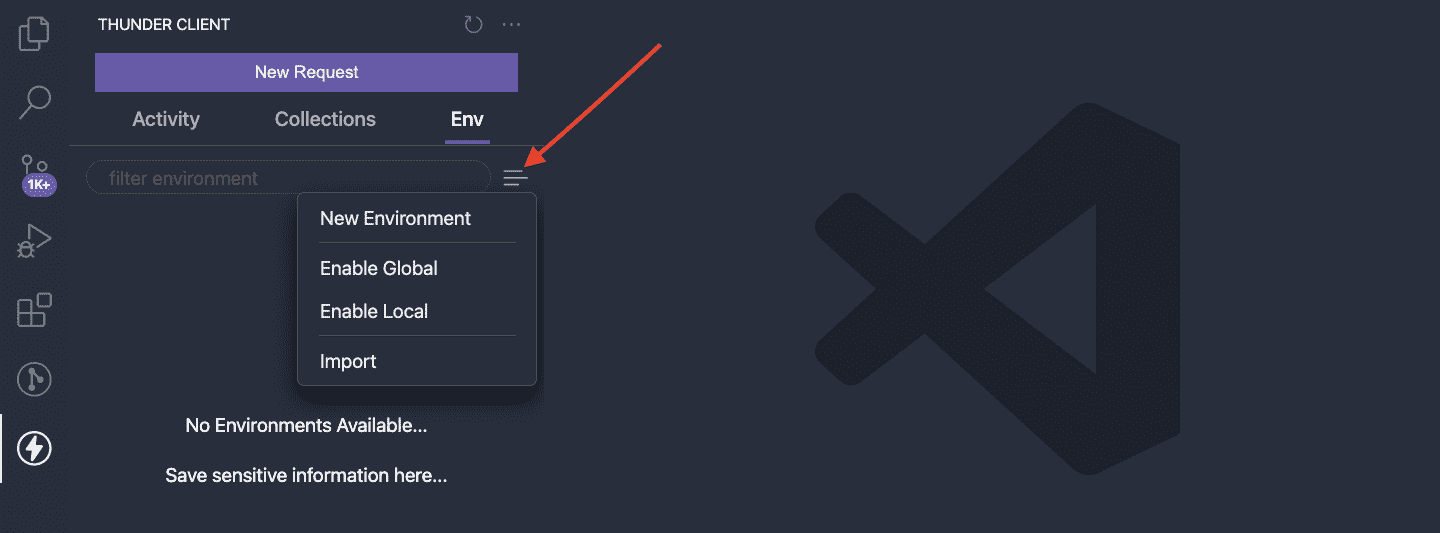 THUNDER CLIENT
New Request
Activity Collections Env
filter environment
New Environment
Enable Global
Enable Local
Import
1K+
No Environments Available...
Save sensitive information here...